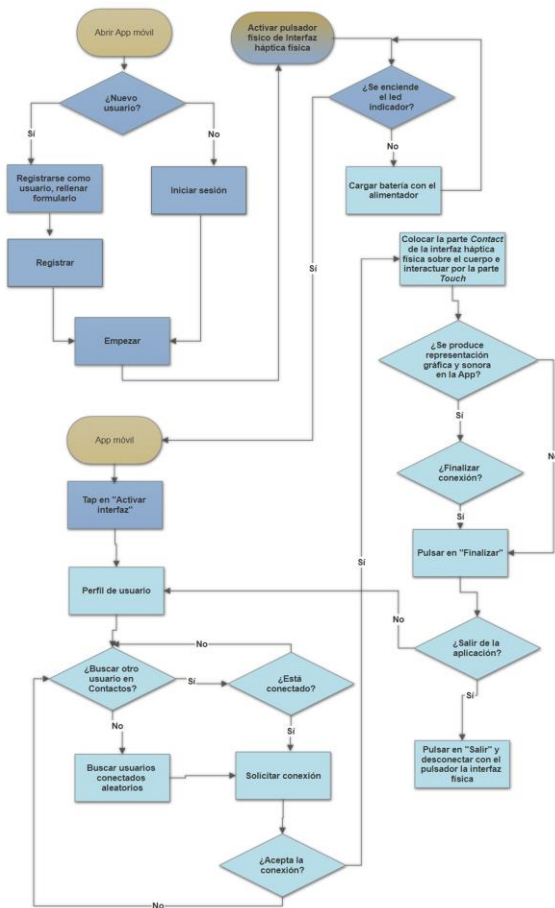 Abrir App móvil
¿Nuevo
usuario?
Sí
No
Registrarse como
usuario, rellenar
formulario
Iniciar sesión
Registrar
Empezar
Activar pulsador
físico de Interfaz
háptica física
¿Se enciende
el led
indicador?
No
Cargar batería con el
alimentador
Sí
App móvil
Tap en "Activar
interfaz"
Perfil de usuario
No
¿Buscar otro
usuario en
Contactos?
Sí
¿Está
conectado?
No
Sí
Buscar usuarios
conectados
aleatorios
Solicitar conexión
¿Acepta la
conexión?
No
Sí
Colocar la parte Contact
de la interfaz háptica
física sobre el cuerpo e
interactuar por la parte
Touch
¿Se produce
representación
gráfica y sonora
en la App?
Sí
No
¿Finalizar
conexión?
Sí
Pulsar en "Finalizar"
No
¿Salir de la
aplicación?
Sí
Pulsar en "Salir" y
desconectar con el
pulsador la interfaz
física